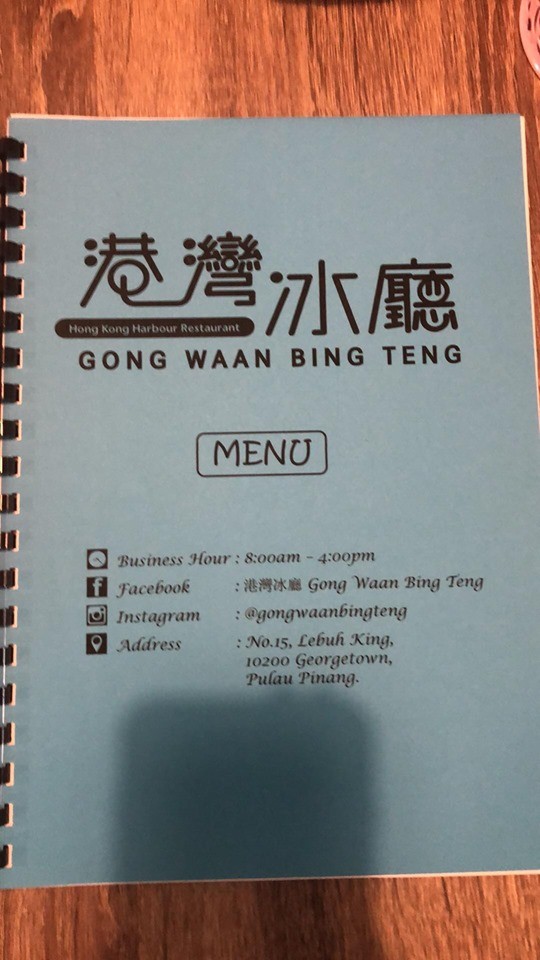 港灣冰廳
Hong Kong Harbour Restaurant
GONG WAAN BING TENG
MENU
Business Hour : 8:00am - 4:00pm
Facebook : 港灣冰廳 Gong Waan Bing Teng
Instagram : @gongwaanbingteng
Address : No.15, Lebuh King,
10200 Georgetown,
Pulau Pinang.